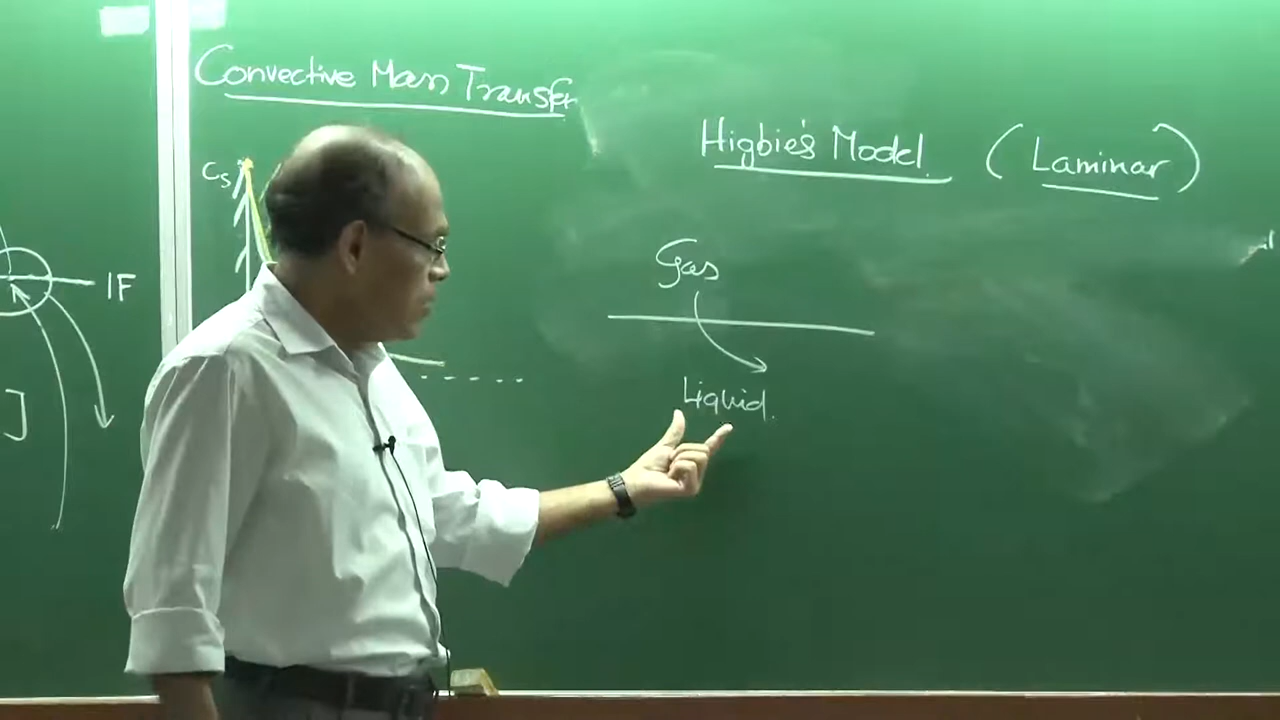 Convective Mass Transfer
Higbie's Model. (Laminar)
Cs
Gas
IF
Liquid.
]